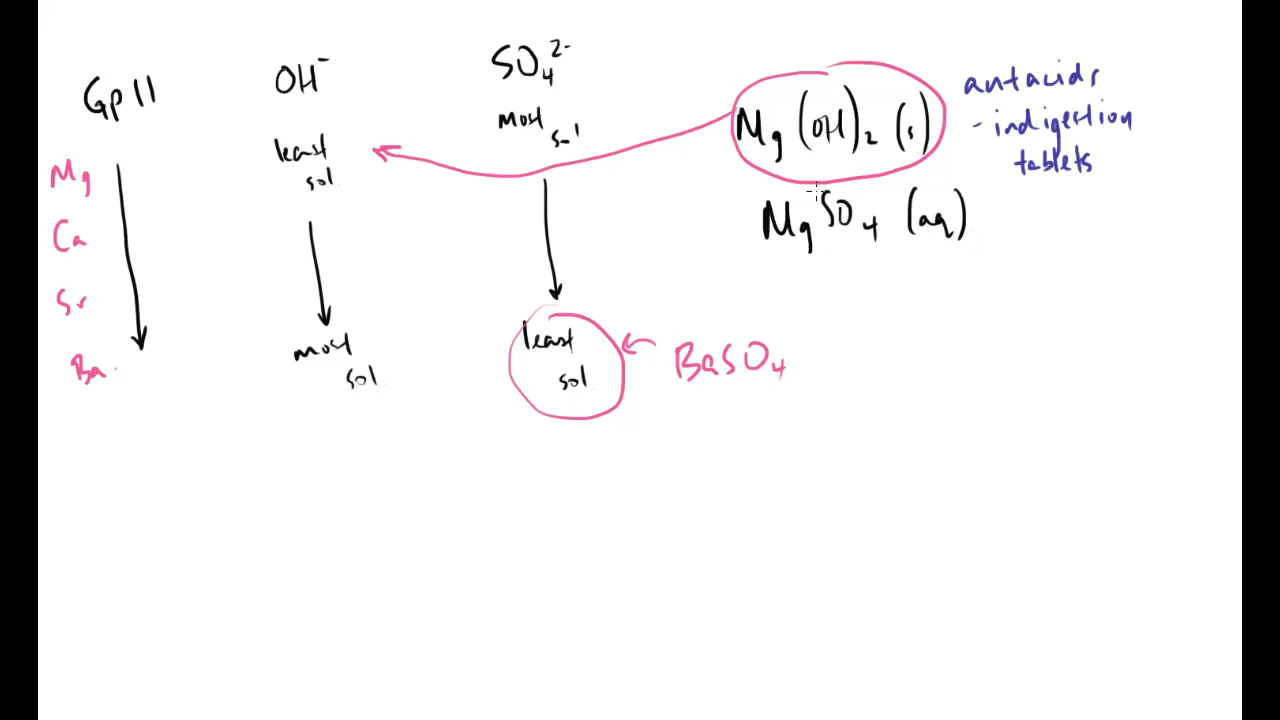 Gp II
OH⁻
SO₄²⁻
Mg
Ca
Sr
Ba
least
sol
most
sol
most
sol
least
sol
BaSO₄
Mg(OH)₂ (s)
MgSO₄ (aq)
antacids
- indigestion
tablets